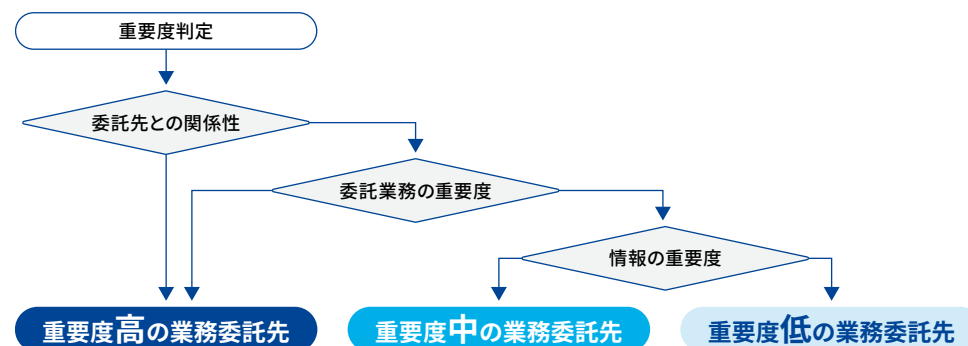 重要度判定
委託先との関係性
委託業務の重要度
情報の重要度
重要度高の業務委託先
重要度中の業務委託先
重要度低の業務委託先